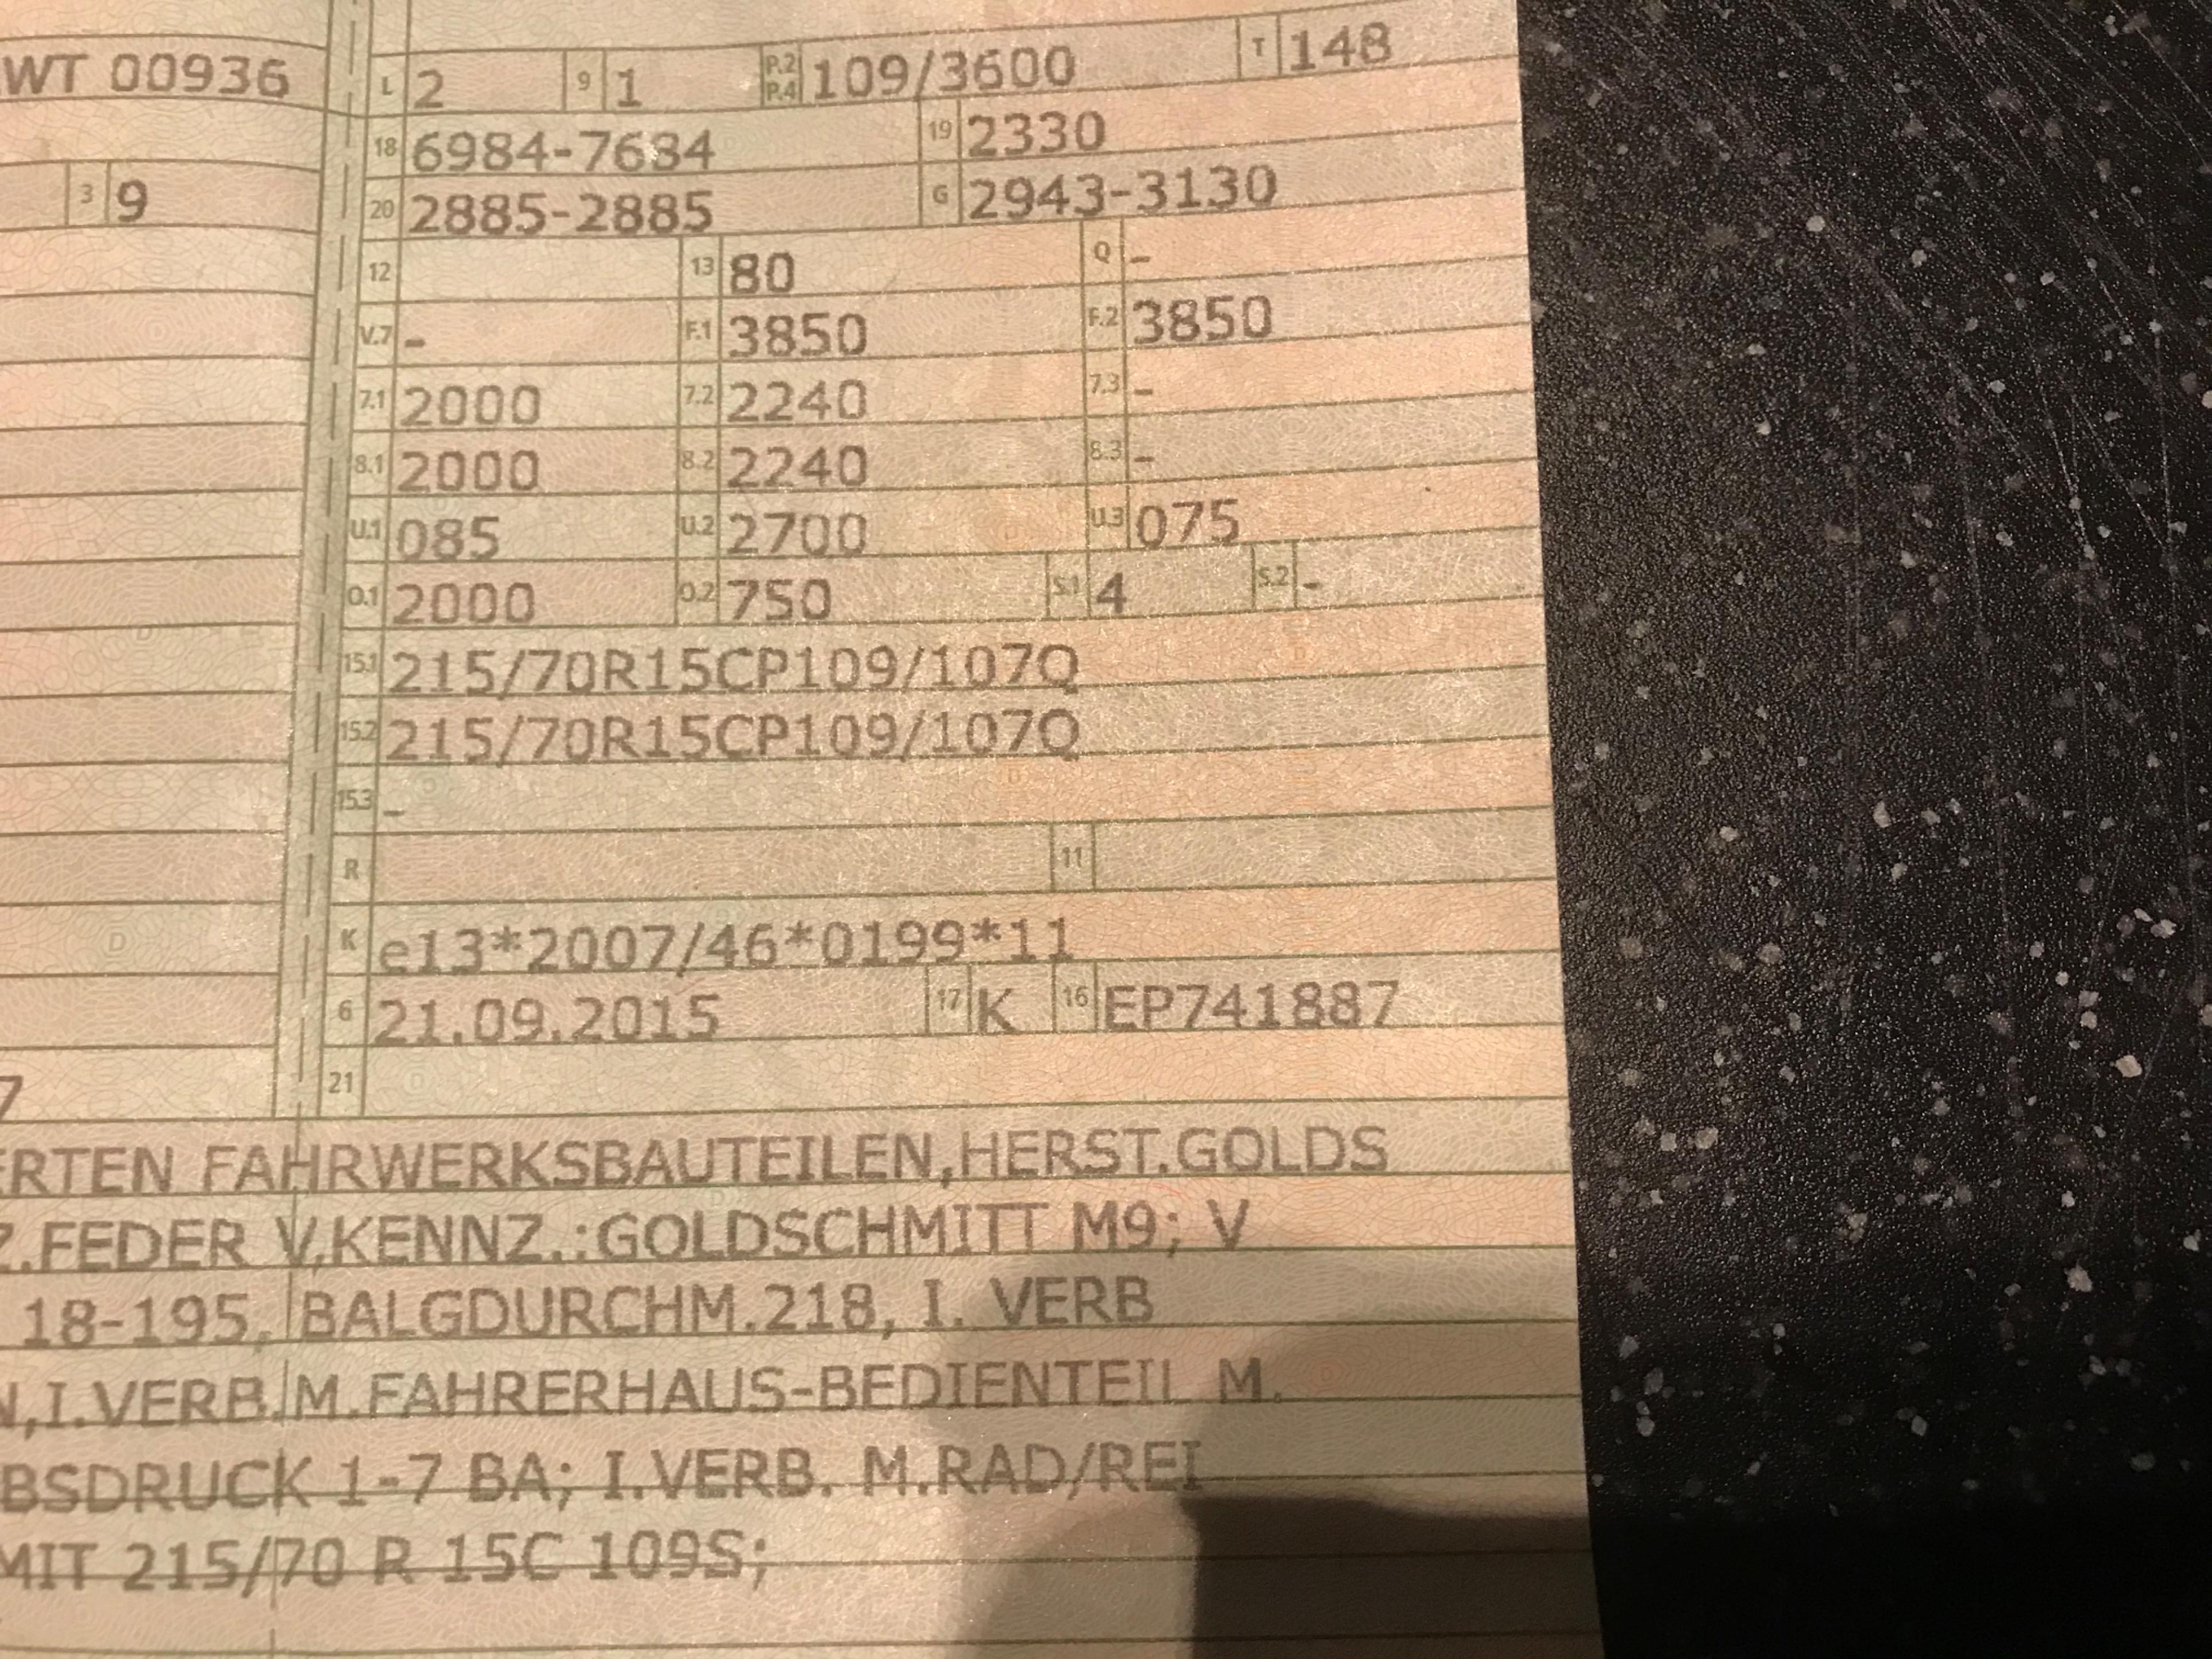 WT 00936 L 2 9 1 P.2 P.4 109/3600 T 148
18 6984-7684 19 2330
3 9 20 2885-2885 G 2943-3130
12 13 80 Q -
V.7 - F.1 3850 F.2 3850
7.1 2000 7.2 2240 7.3 -
8.1 2000 8.2 2240 8.3 -
U.1 085 U.2 2700 U.3 075
O.1 2000 O.2 750 S.1 4 S.2 -
15.1 215/70R15CP109/107Q
15.2 215/70R15CP109/107Q
15.3 -
R 11
K e13*2007/46*0199*11
6 21.09.2015 17 K 16 EP741887
7 21
ERTEN FAHRWERKSBAUTEILEN,HERST.GOLDS
Z.FEDER V.KENNZ.:GOLDSCHMITT M9; V
18-195, BALGDURCHM.218, I. VERB
N,I.VERB.M.FAHRERHAUS-BEDIENTEIL M.
BSDRUCK 1-7 BA; I.VERB. M.RAD/REI
MIT 215/70 R 15C 109S;